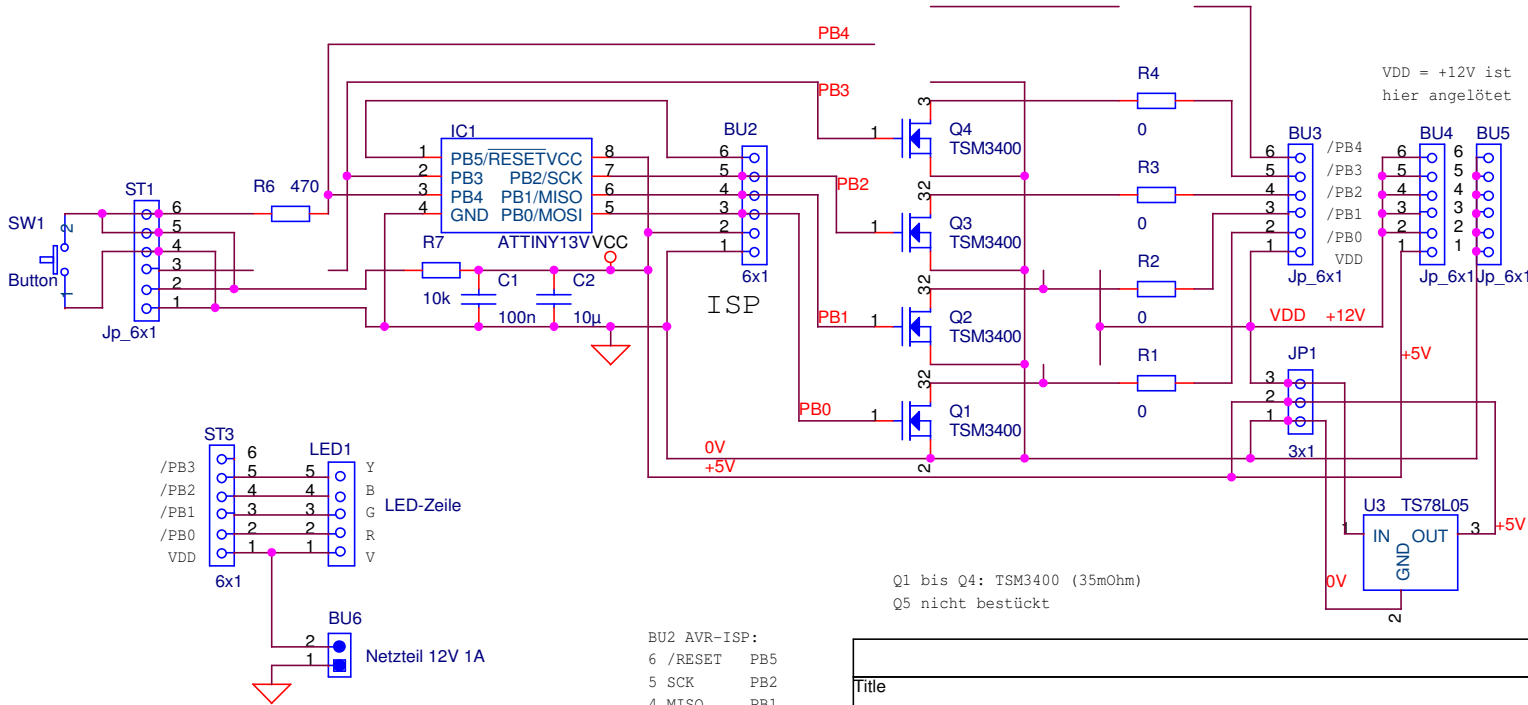 PB4
PB3
R4
0
VDD = +12V ist
hier angelötet
IC1
1 PB5/RESET VCC 8
2 PB3 PB2/SCK 7
3 PB4 PB1/MISO 6
4 GND PB0/MOSI 5
ATTINY13V
VCC
BU2
6
5
4
3
2
1
6x1
ISP
PB2
PB1
PB0
3
1
Q4
TSM3400
32
1
Q3
TSM3400
32
1
Q2
TSM3400
32
1
Q1
TSM3400
2
R3
0
R2
0
R1
0
BU3
6
5
4
3
2
1
Jp_6x1
/PB4
/PB3
/PB2
/PB1
/PB0
VDD
BU4
6
5
4
3
2
1
Jp_6x1
BU5
6
5
4
3
2
1
Jp_6x1
VDD +12V
+5V
SW1
2
Button
1
ST1
6
5
4
3
2
1
Jp_6x1
R6 470
R7
10k
C1
100n
C2
10µ
JP1
3
2
1
3x1
0V
+5V
U3 TS78L05
1
IN OUT
GND
3
2
+5V
0V
ST3
6
5
4
3
2
1
6x1
/PB3
/PB2
/PB1
/PB0
VDD
LED1
5
4
3
2
1
Y
B
G
R
V
LED-Zeile
BU6
2
1
Netzteil 12V 1A
Q1 bis Q4: TSM3400 (35mOhm)
Q5 nicht bestückt
BU2 AVR-ISP:
6 /RESET PB5
5 SCK PB2
4 MISO PB1
Title